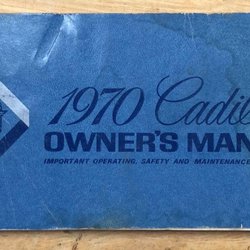 1970 Cadil
OWNER'S MAN
IMPORTANT OPERATING, SAFETY AND MAINTENANCE